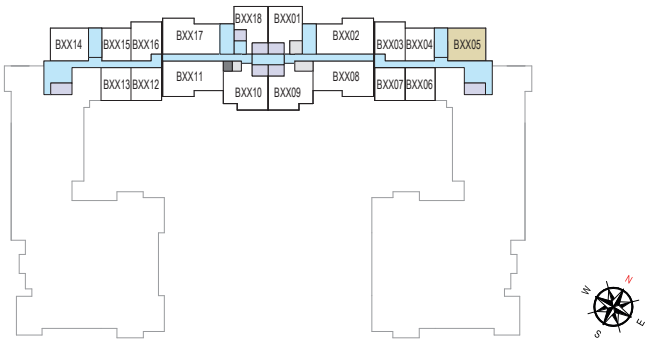 BXX18 BXX01
BXX14 BXX15 BXX16 BXX17 BXX02 BXX03 BXX04 BXX05
BXX13 BXX12 BXX11 BXX10 BXX09 BXX08 BXX07 BXX06
N
W
E
S